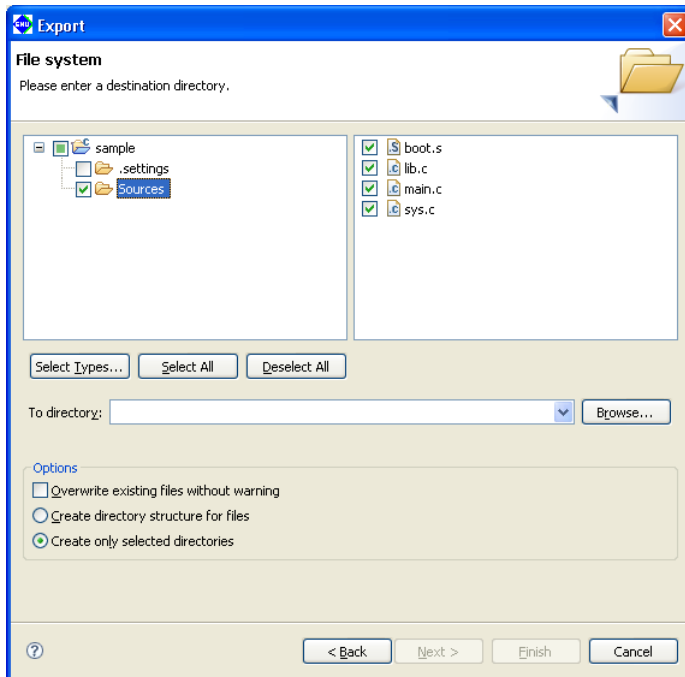 Export
File system
Please enter a destination directory.
sample
.settings
Sources
boot.s
lib.c
main.c
sys.c
Select Types... Select All Deselect All
To directory: Browse...
Options
Overwrite existing files without warning
Create directory structure for files
Create only selected directories
< Back Next > Finish Cancel